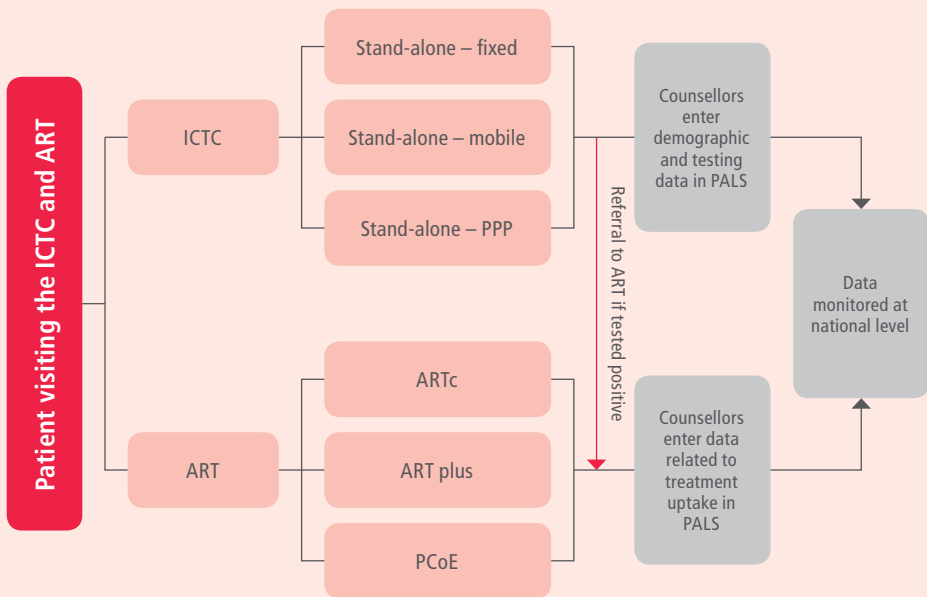 Patient visiting the ICTC and ART
ICTC
Stand-alone – fixed
Stand-alone – mobile
Stand-alone – PPP
Counsellors
enter
demographic
and testing
data in PALS
Referral to ART if tested positive
Data
monitored at
national level
ART
ARTc
ART plus
PCoE
Counsellors
enter data
related to
treatment
uptake in
PALS